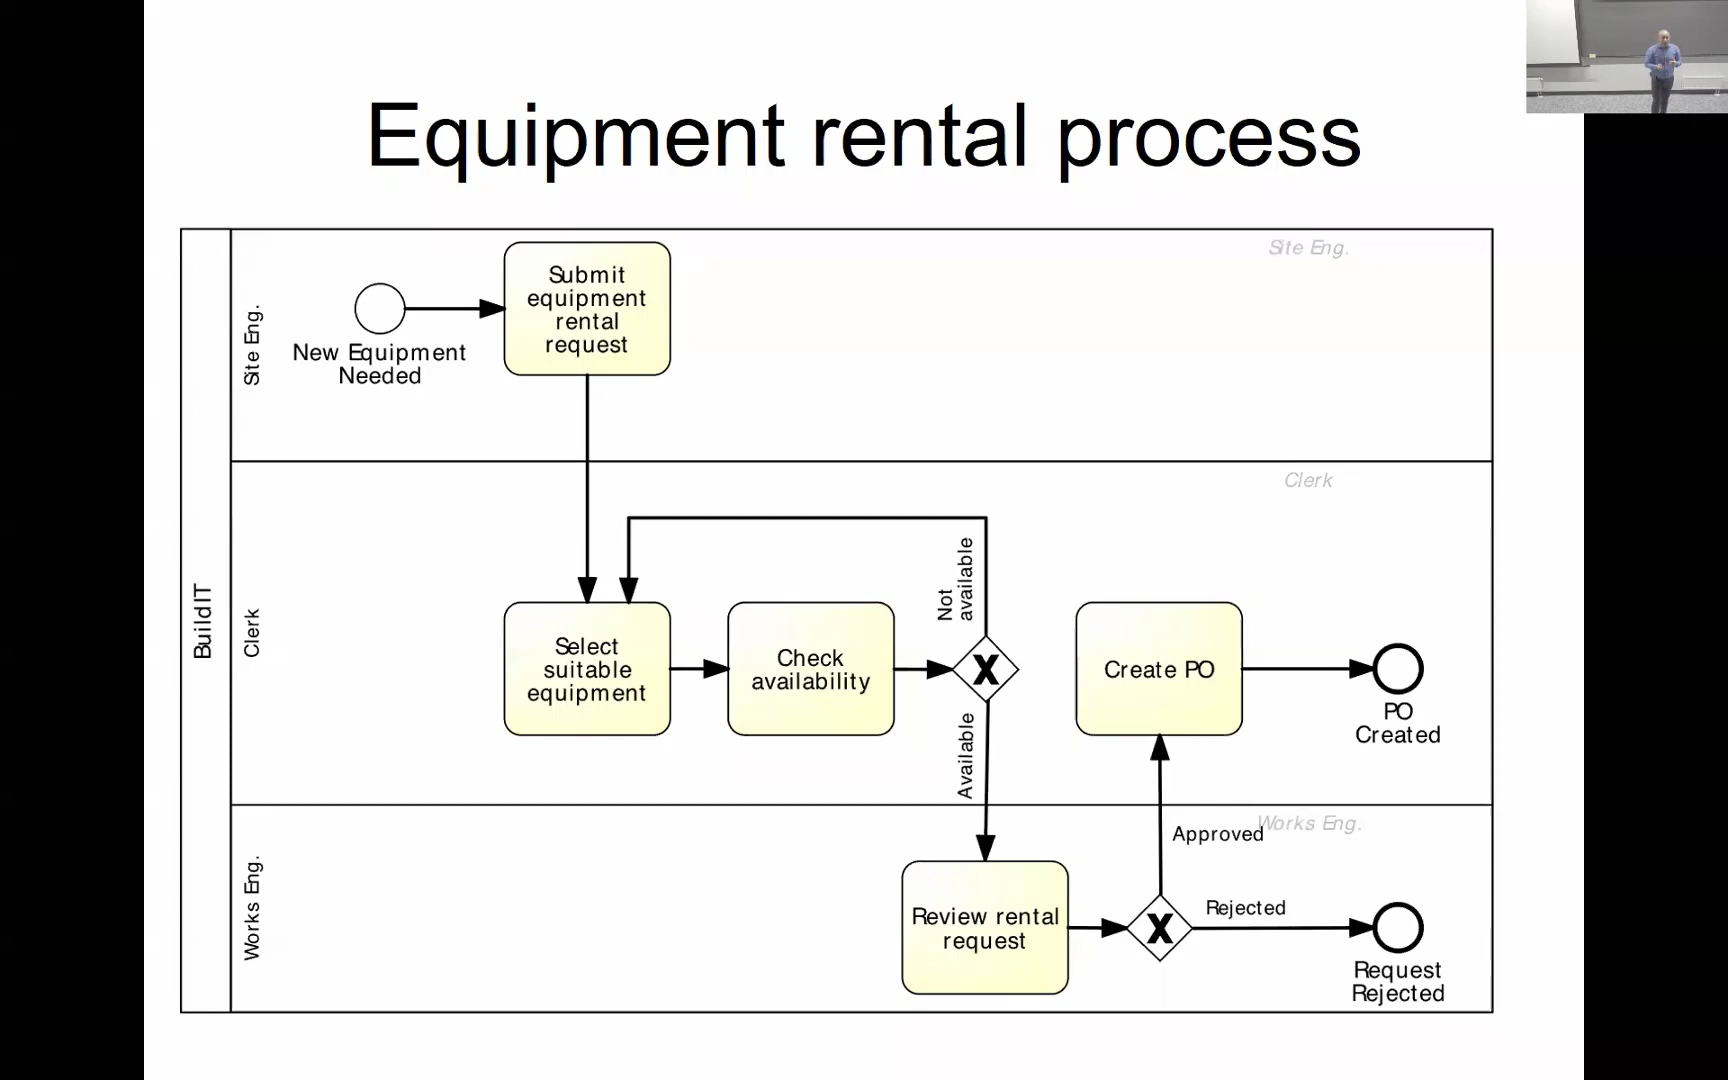 Equipment rental process
Site Eng.
Submit
equipment
rental
request
Site Eng.
New Equipment
Needed
Clerk
Not
available
BuildIT
Clerk
Select
suitable
equipment
Check
availability
X
Create PO
PO
Created
Available
Works Eng.
Approved
Works Eng.
Review rental
request
X
Rejected
Request
Rejected